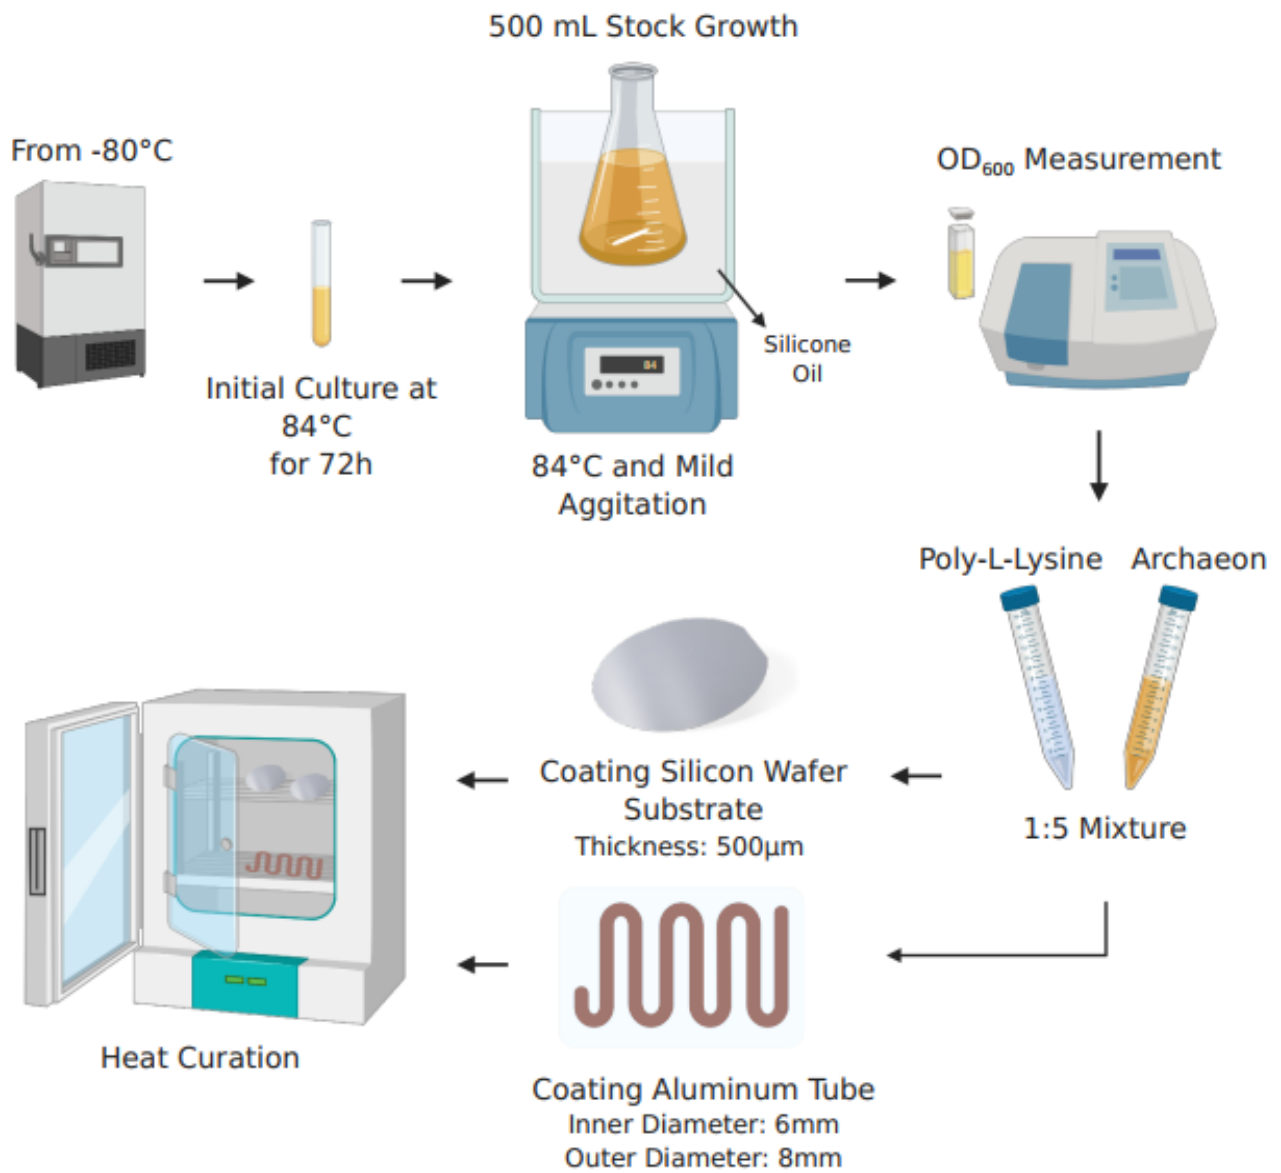 500 mL Stock Growth
From -80°C
OD₆₀₀ Measurement
Silicone
Oil
84
Initial Culture at
84°C
for 72h
84°C and Mild
Aggitation
Poly-L-Lysine
Archaeon
1:5 Mixture
Coating Silicon Wafer
Substrate
Thickness: 500µm
Heat Curation
Coating Aluminum Tube
Inner Diameter: 6mm
Outer Diameter: 8mm